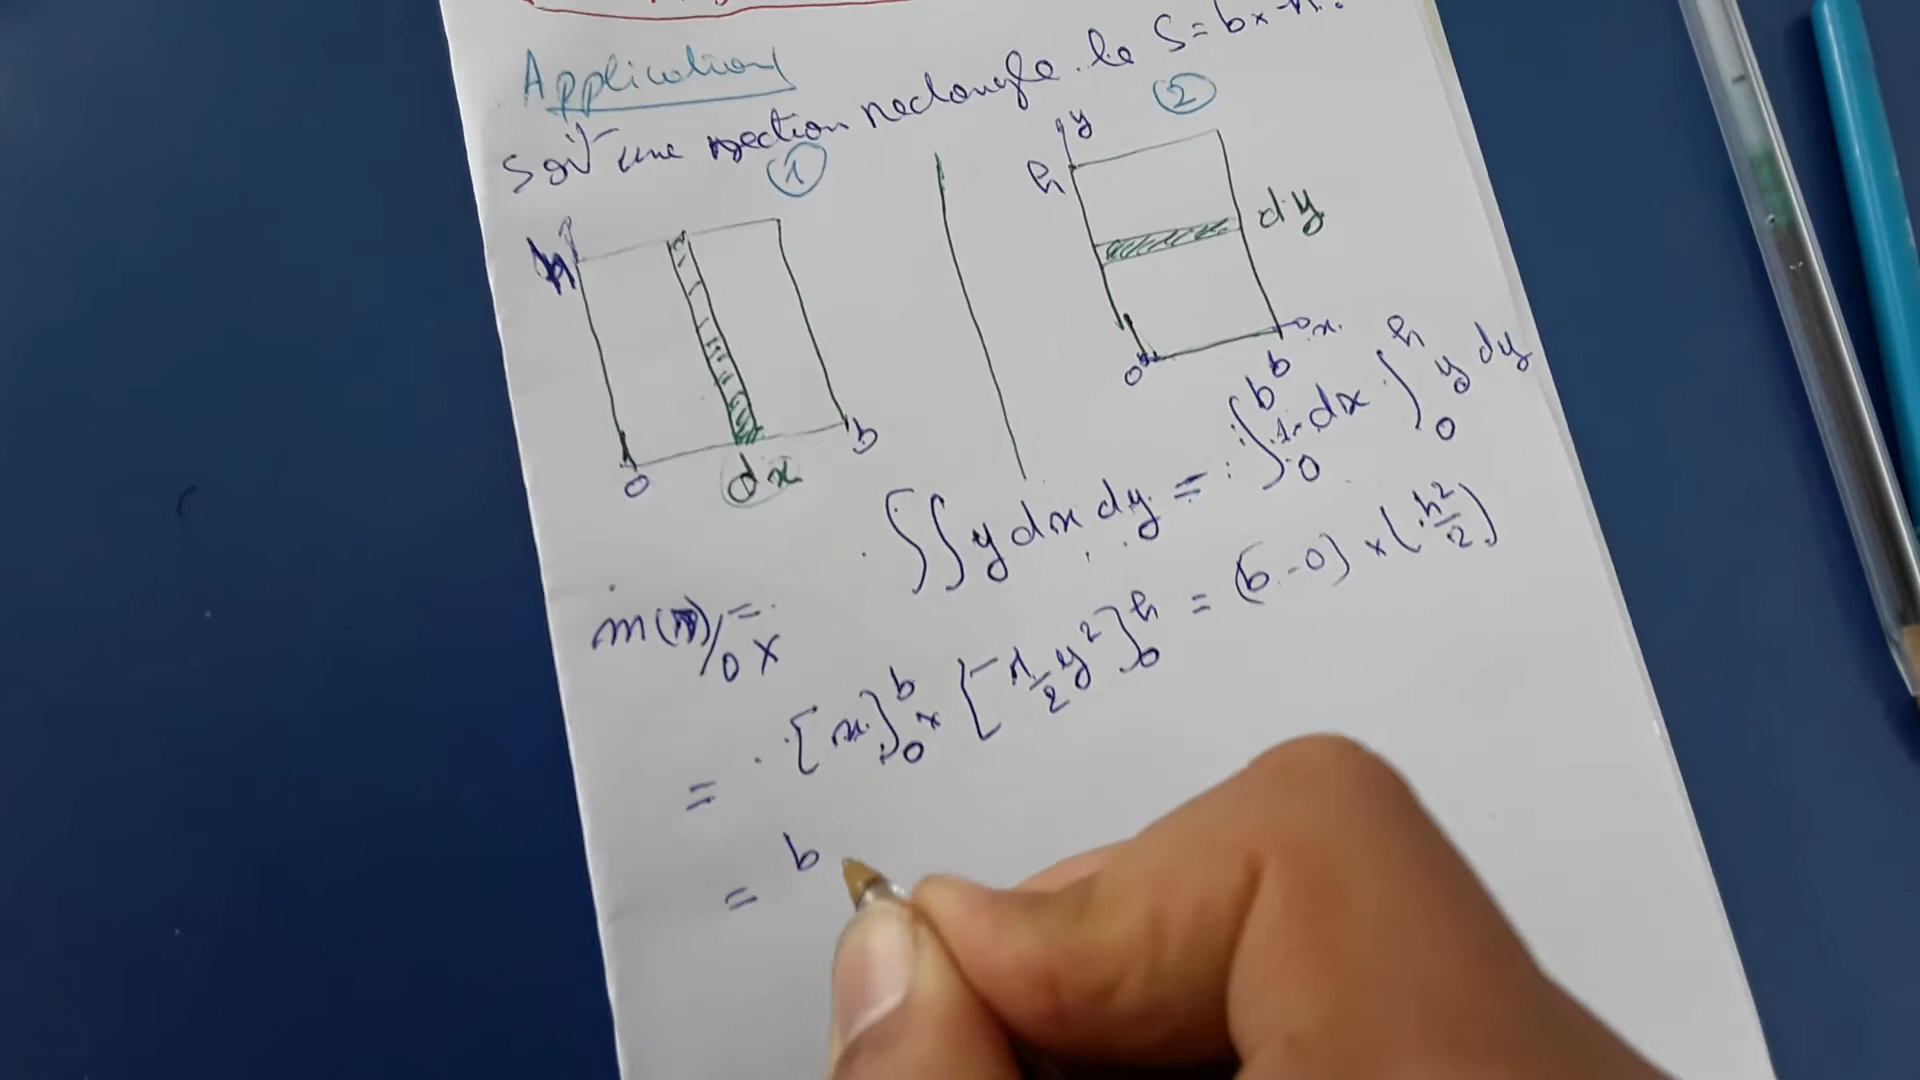 Application
Soit une section rectangle de S = b x h.
①
②
h
o
dx
b
y
h
dy
o
b
x
m(s)/ox = ∫∫ y dx dy = ∫₀ᵇ 1. dx . ∫₀ʰ y dy
= [x]₀ᵇ x [1/2 y²]₀ʰ = (b - 0) x (h²/2)
= b